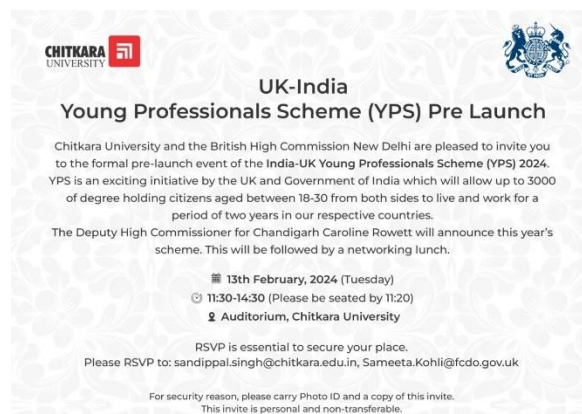 CHITKARA
UNIVERSITY
UK-India
Young Professionals Scheme (YPS) Pre Launch
Chitkara University and the British High Commission New Delhi are pleased to invite you
to the formal pre-launch event of the India-UK Young Professionals Scheme (YPS) 2024.
YPS is an exciting initiative by the UK and Government of India which will allow up to 3000
of degree holding citizens aged between 18-30 from both sides to live and work for a
period of two years in our respective countries.
The Deputy High Commissioner for Chandigarh Caroline Rowett will announce this year's
scheme. This will be followed by a networking lunch.
13th February, 2024 (Tuesday)
11:30-14:30 (Please be seated by 11:20)
Auditorium, Chitkara University
RSVP is essential to secure your place.
Please RSVP to: sandippal.singh@chitkara.edu.in, Sameeta.Kohli@fcdo.gov.uk
For security reason, please carry Photo ID and a copy of this invite.
This invite is personal and non-transferable.